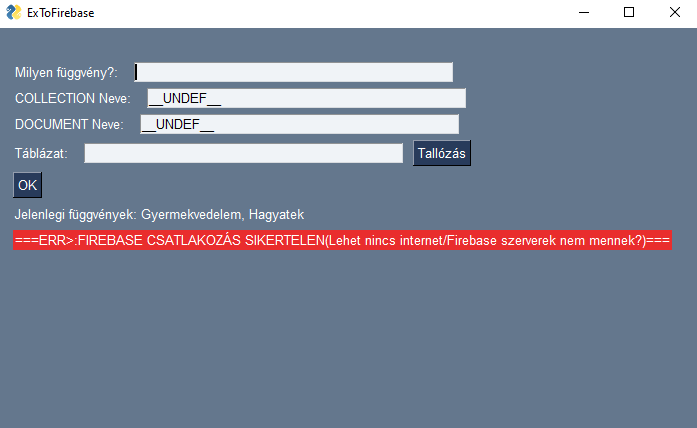 ExToFirebase
Milyen függvény?:
COLLECTION Neve: __UNDEF__
DOCUMENT Neve: __UNDEF__
Táblázat: Tallózás
OK
Jelenlegi függvények: Gyermekvedelem, Hagyatek
===ERR>:FIREBASE CSATLAKOZÁS SIKERTELEN(Lehet nincs internet/Firebase szerverek nem mennek?)===